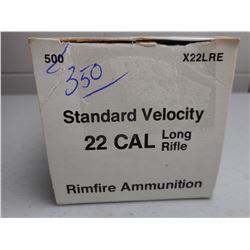 500 X22LRE
350
Standard Velocity
22 CAL Long Rifle
Rimfire Ammunition